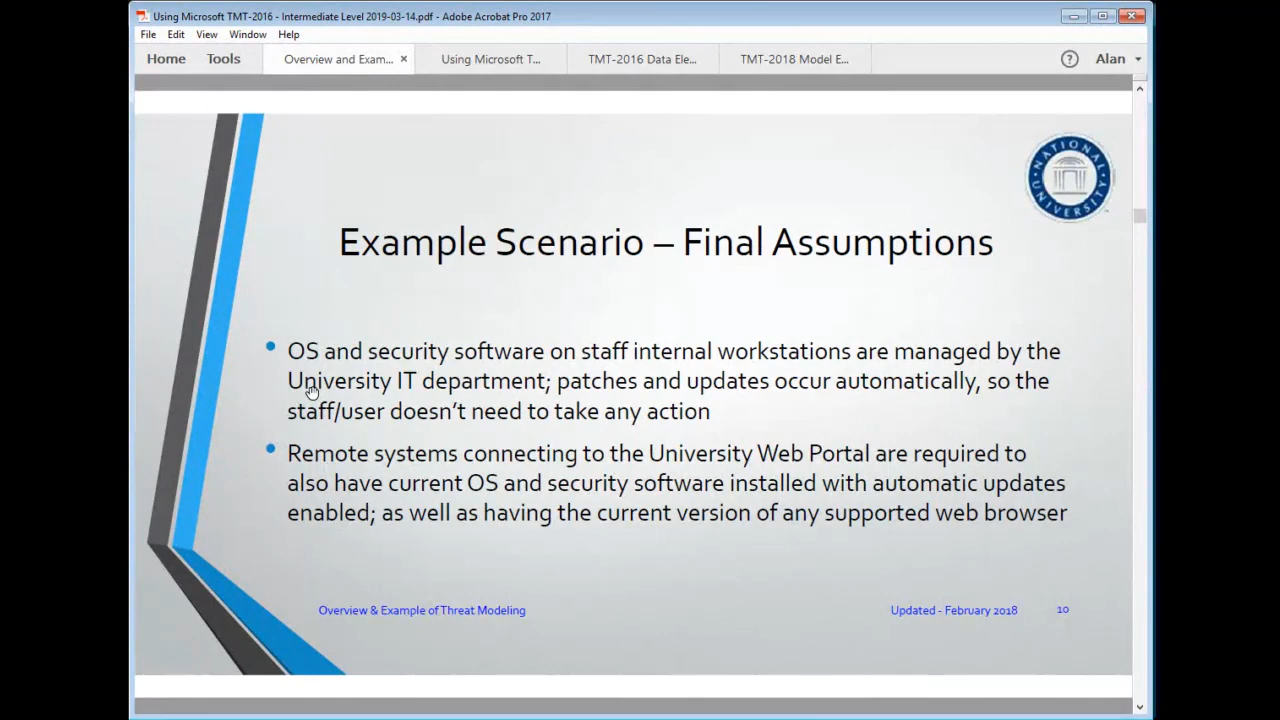 Using Microsoft TMT-2016 - Intermediate Level 2019-03-14.pdf - Adobe Acrobat Pro 2017
File Edit View Window Help
Home Tools Overview and Exam... × Using Microsoft T... TMT-2016 Data Ele... TMT-2018 Model E... ? Alan
NATIONAL UNIVERSITY
Example Scenario – Final Assumptions
• OS and security software on staff internal workstations are managed by the
University IT department; patches and updates occur automatically, so the
staff/user doesn't need to take any action
• Remote systems connecting to the University Web Portal are required to
also have current OS and security software installed with automatic updates
enabled; as well as having the current version of any supported web browser
Overview & Example of Threat Modeling Updated - February 2018 10